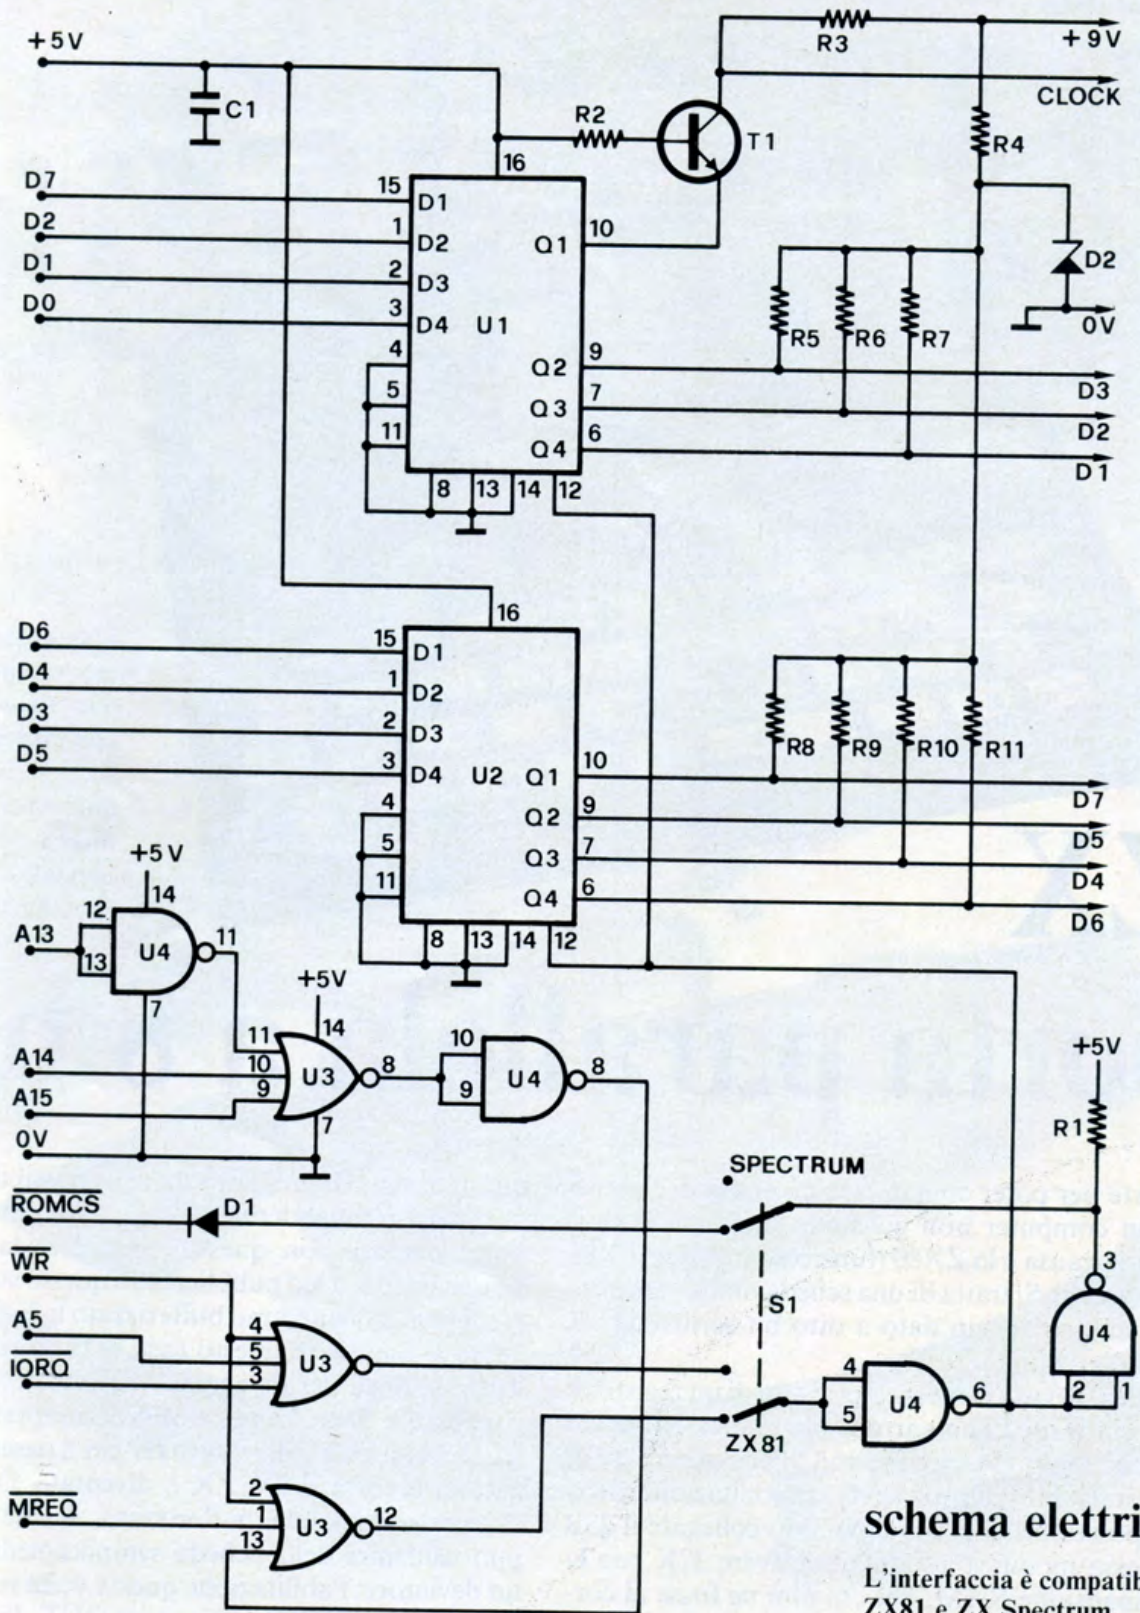 R3
+9V
+5V
CLOCK
C1
R2
T1
R4
16
D7
15
D1
D2
1
D2
Q1
10
D1
2
D3
D2
D0
3
D4
U1
0V
4
R5
R6
R7
5
Q2
9
D3
11
Q3
7
D2
Q4
6
D1
8
13
14
12
16
D6
15
D1
D4
1
D2
D3
2
D3
R8
R9
R10
R11
D5
3
D4
U2
Q1
10
D7
4
Q2
9
D5
5
Q3
7
D4
11
Q4
6
D6
+5V
14
12
A13
U4
11
13
8
13
14
12
7
+5V
14
11
A14
10
U3
8
10
U4
8
A15
9
9
+5V
7
0V
R1
SPECTRUM
ROMCS
D1
WR
3
S1
A5
4
5
U3
U4
IORQ
3
4
U4
6
2
1
5
ZX81
MREQ
2
1
U3
12
13
schema elettri
L'interfaccia è compatib
ZX81 e ZX Spectrum